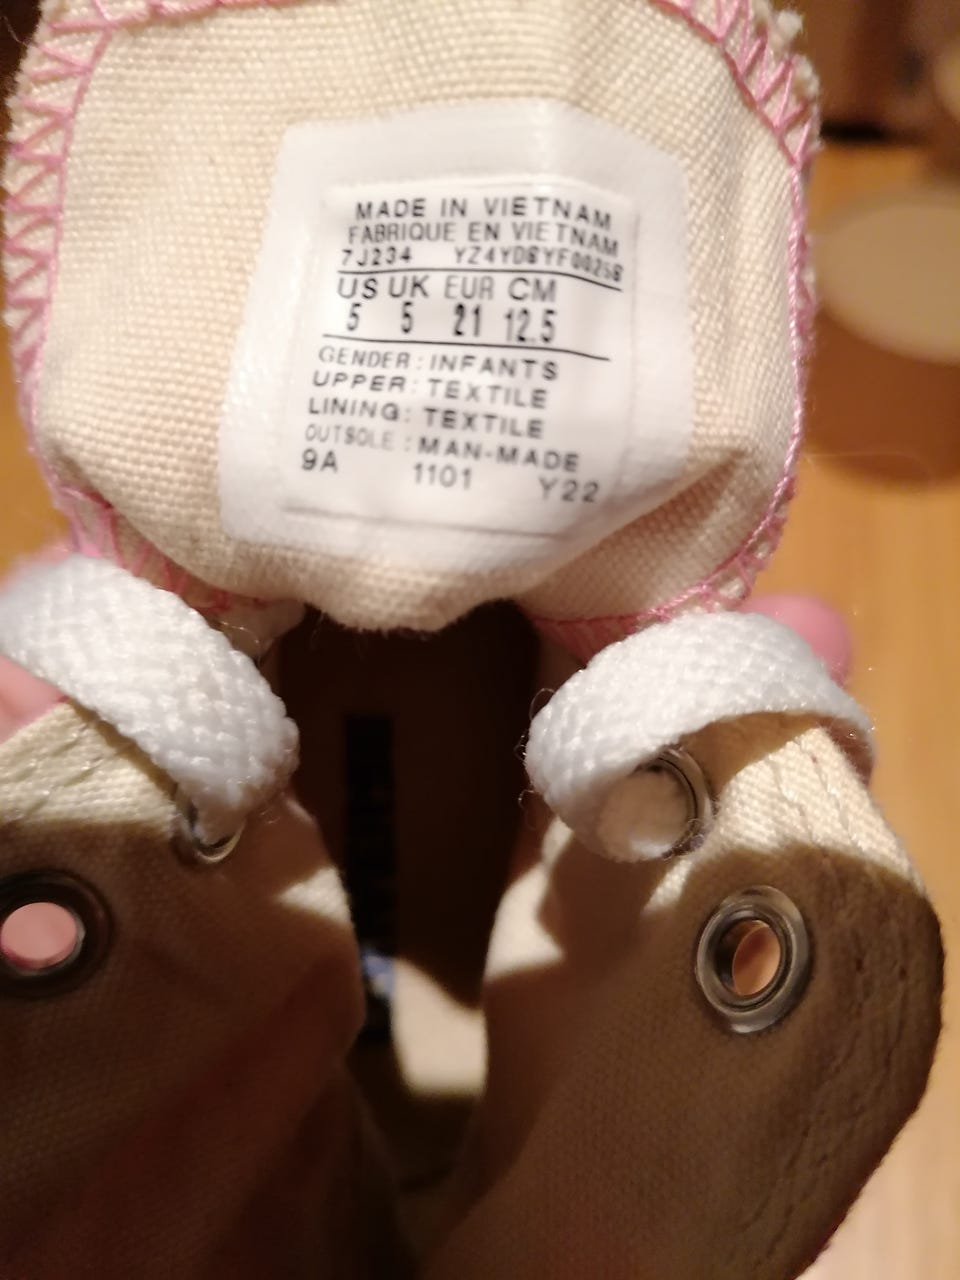 MADE IN VIETNAM
FABRIQUE EN VIETNAM
7J234 YZ4YD6YF00256
US UK EUR CM
5 5 21 12.5
GENDER: INFANTS
UPPER: TEXTILE
LINING: TEXTILE
OUTSOLE: MAN-MADE
9A 1101 Y22